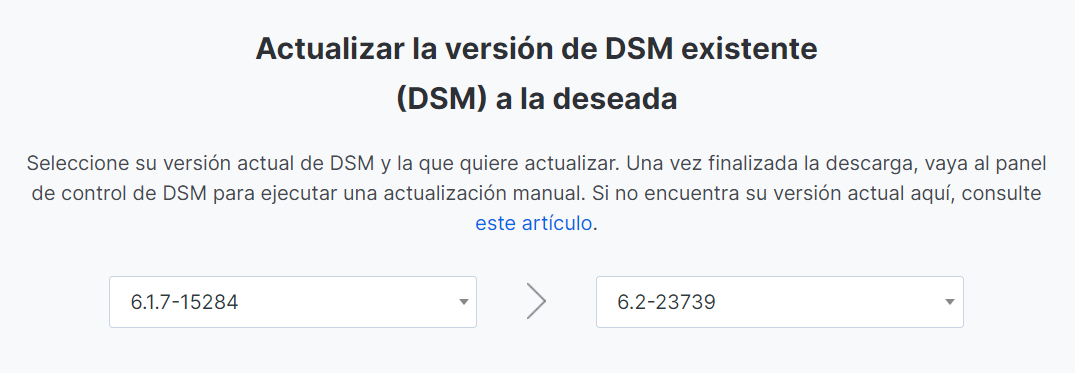 Actualizar la versión de DSM existente
(DSM) a la deseada
Seleccione su versión actual de DSM y la que quiere actualizar. Una vez finalizada la descarga, vaya al panel
de control de DSM para ejecutar una actualización manual. Si no encuentra su versión actual aquí, consulte
este artículo.
6.1.7-15284
6.2-23739